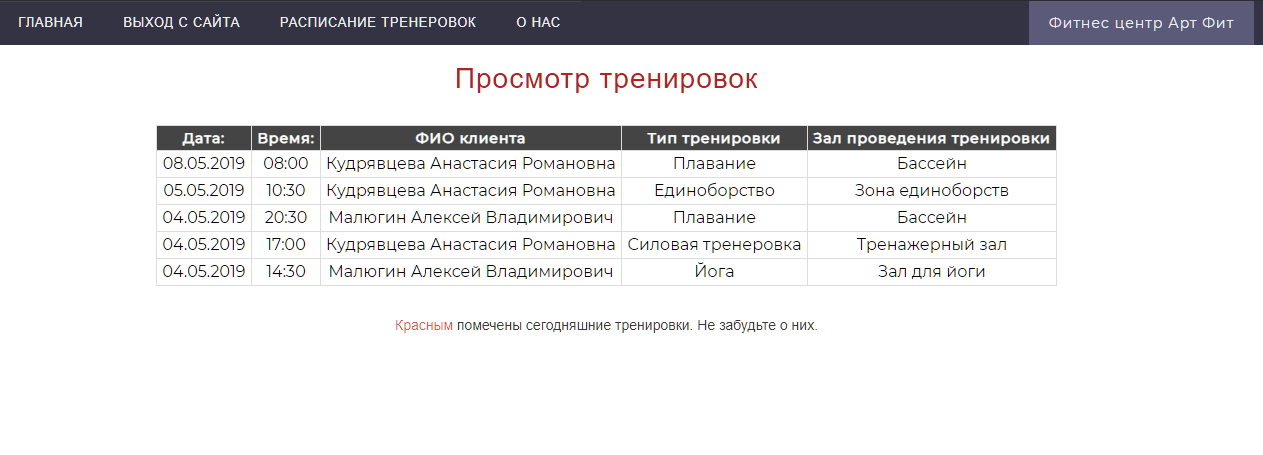 ГЛАВНАЯ ВЫХОД С САЙТА РАСПИСАНИЕ ТРЕНЕРОВОК О НАС Фитнес центр Арт Фит
Просмотр тренировок
Дата: Время: ФИО клиента Тип тренировки Зал проведения тренировки
08.05.2019 08:00 Кудрявцева Анастасия Романовна Плавание Бассейн
05.05.2019 10:30 Кудрявцева Анастасия Романовна Единоборство Зона единоборств
04.05.2019 20:30 Малюгин Алексей Владимирович Плавание Бассейн
04.05.2019 17:00 Кудрявцева Анастасия Романовна Силовая тренеровка Тренажерный зал
04.05.2019 14:30 Малюгин Алексей Владимирович Йога Зал для йоги
Красным помечены сегодняшние тренировки. Не забудьте о них.